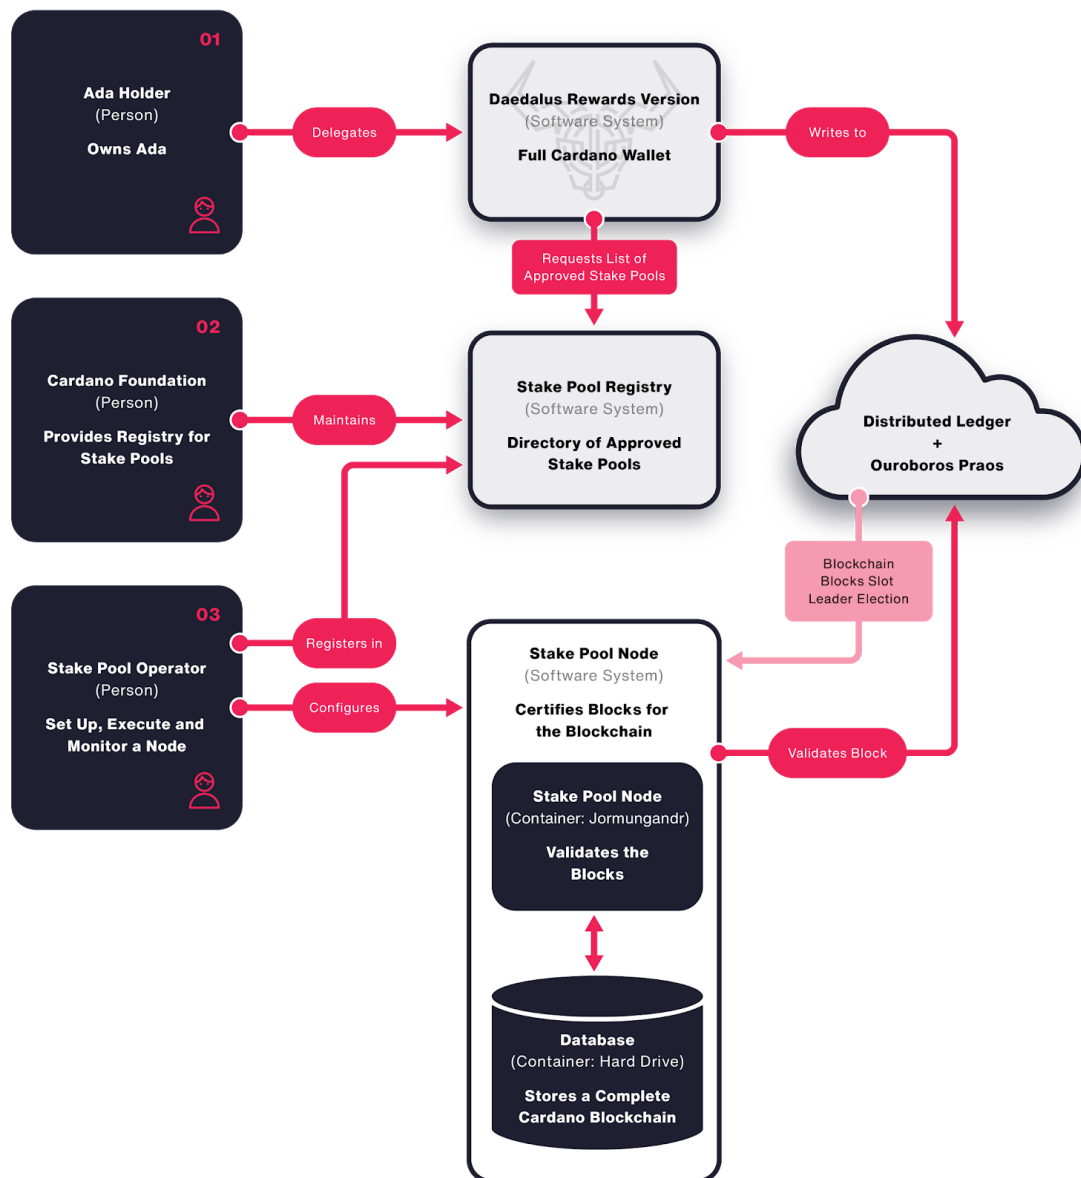 01
Ada Holder
(Person)
Owns Ada
Delegates
Daedalus Rewards Version
(Software System)
Full Cardano Wallet
Writes to
Requests List of
Approved Stake Pools
02
Cardano Foundation
(Person)
Provides Registry for
Stake Pools
Maintains
Stake Pool Registry
(Software System)
Directory of Approved
Stake Pools
Distributed Ledger
+
Ouroboros Praos
Blockchain
Blocks Slot
Leader Election
03
Stake Pool Operator
(Person)
Set Up, Execute and
Monitor a Node
Registers in
Configures
Stake Pool Node
(Software System)
Certifies Blocks for
the Blockchain
Validates Block
Stake Pool Node
(Container: Jormungandr)
Validates the
Blocks
Database
(Container: Hard Drive)
Stores a Complete
Cardano Blockchain